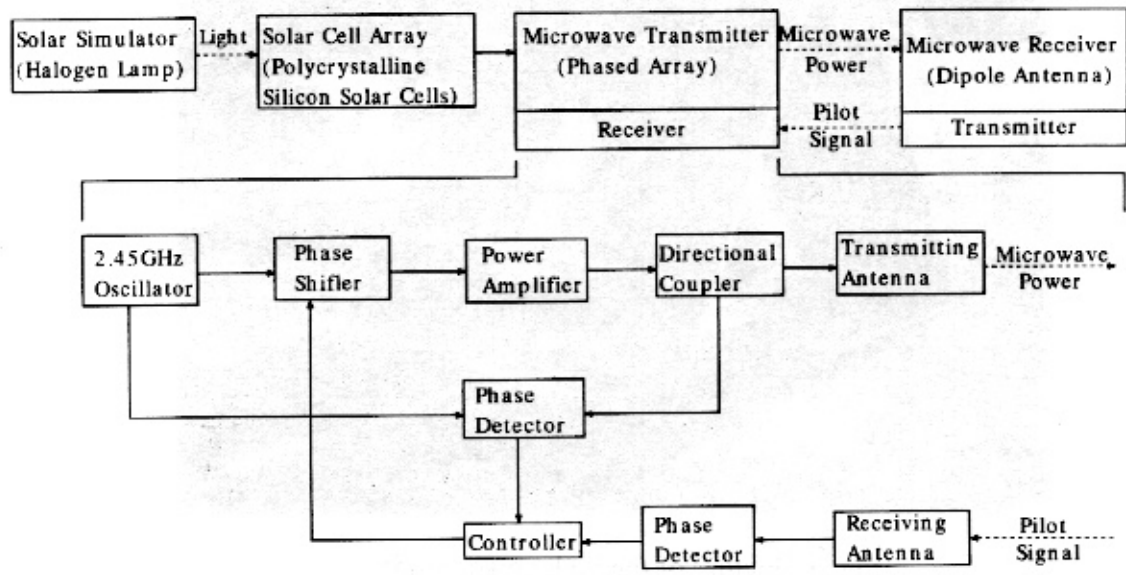 Solar Simulator
(Halogen Lamp)
Light
Solar Cell Array
(Polycrystalline
Silicon Solar Cells)
Microwave Transmitter
(Phased Array)
Receiver
Microwave
Power
Pilot
Signal
Microwave Receiver
(Dipole Antenna)
Transmitter
2.45GHz
Oscillator
Phase
Shifler
Power
Amplifier
Directional
Coupler
Transmitting
Antenna
Microwave
Power
Phase
Detector
Controller
Phase
Detector
Receiving
Antenna
Pilot
Signal